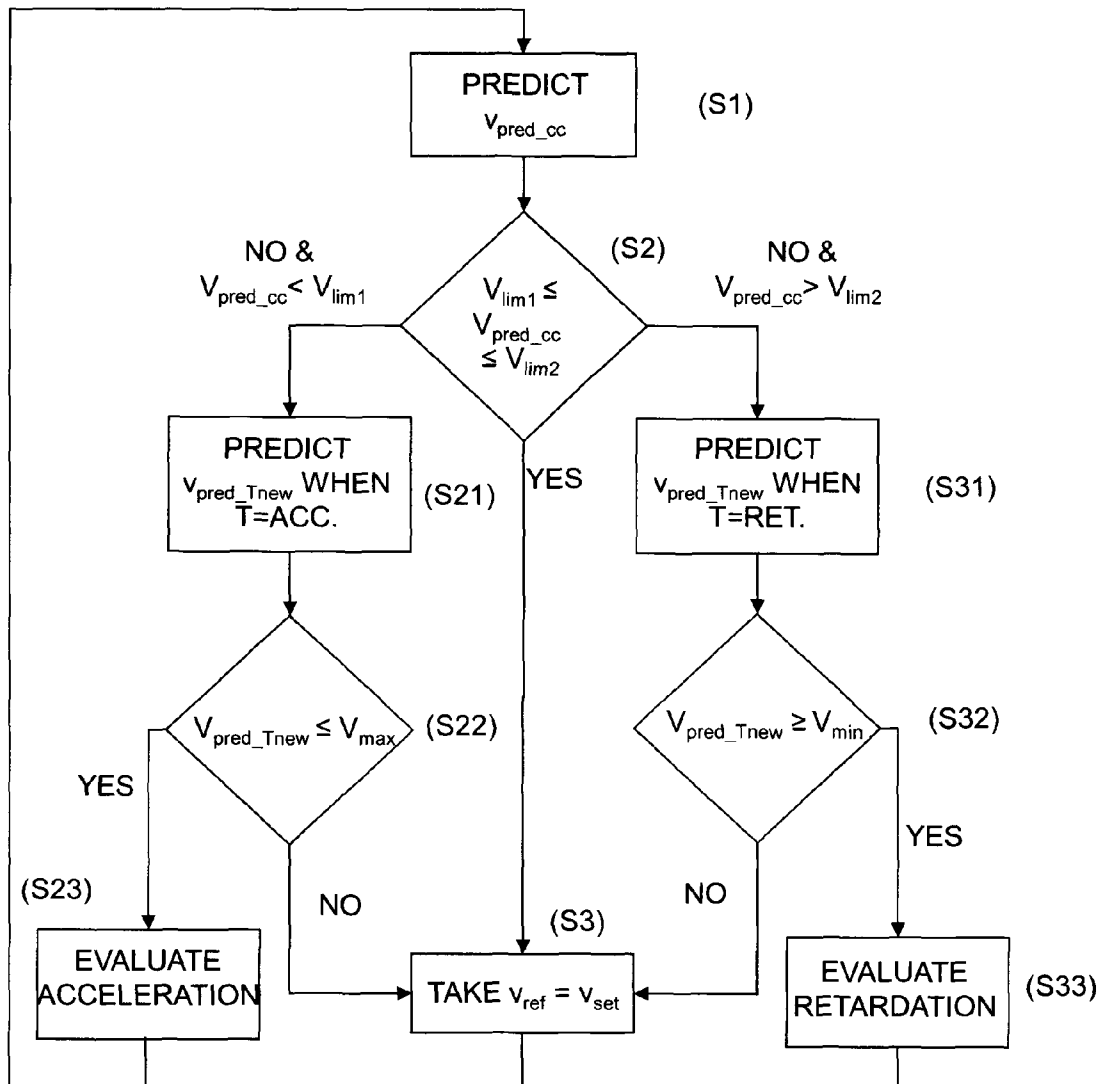 PREDICT
v_pred_cc
(S1)
(S2)
NO &
V_pred_cc < V_lim1
NO &
V_pred_cc > V_lim2
V_lim1 ≤
V_pred_cc
≤ V_lim2
PREDICT
v_pred_Tnew WHEN
T=ACC.
(S21)
YES
PREDICT
v_pred_Tnew WHEN
T=RET.
(S31)
V_pred_Tnew ≤ V_max
(S22)
V_pred_Tnew ≥ V_min
(S32)
YES
YES
(S23)
NO
NO
(S3)
EVALUATE
ACCELERATION
TAKE v_ref = v_set
EVALUATE
RETARDATION
(S33)